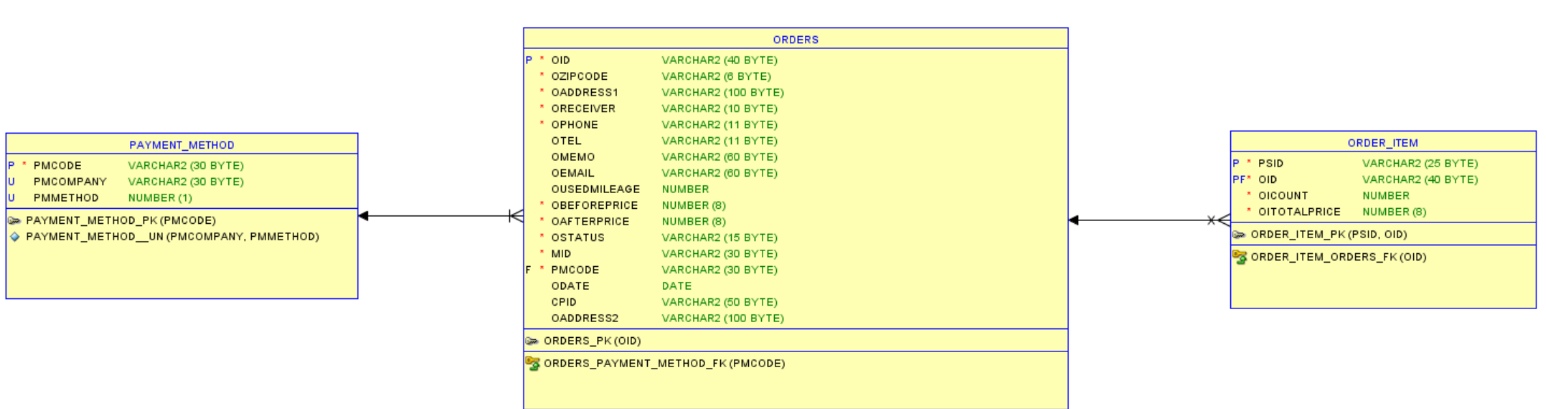 PAYMENT_METHOD
P * PMCODE VARCHAR2 (30 BYTE)
U PMCOMPANY VARCHAR2 (30 BYTE)
U PMMETHOD NUMBER (1)
PAYMENT_METHOD_PK (PMCODE)
PAYMENT_METHOD__UN (PMCOMPANY, PMMETHOD)
ORDERS
P * OID VARCHAR2 (40 BYTE)
* OZIPCODE VARCHAR2 (6 BYTE)
* OADDRESS1 VARCHAR2 (100 BYTE)
* ORECEIVER VARCHAR2 (10 BYTE)
* OPHONE VARCHAR2 (11 BYTE)
OTEL VARCHAR2 (11 BYTE)
OMEMO VARCHAR2 (60 BYTE)
OEMAIL VARCHAR2 (60 BYTE)
OUSEDMILEAGE NUMBER
* OBEFOREPRICE NUMBER (8)
* OAFTERPRICE NUMBER (8)
* OSTATUS VARCHAR2 (15 BYTE)
* MID VARCHAR2 (30 BYTE)
F * PMCODE VARCHAR2 (30 BYTE)
ODATE DATE
CPID VARCHAR2 (50 BYTE)
OADDRESS2 VARCHAR2 (100 BYTE)
ORDERS_PK (OID)
ORDERS_PAYMENT_METHOD_FK (PMCODE)
ORDER_ITEM
P * PSID VARCHAR2 (25 BYTE)
PF* OID VARCHAR2 (40 BYTE)
* OICOUNT NUMBER
* OITOTALPRICE NUMBER (8)
ORDER_ITEM_PK (PSID, OID)
ORDER_ITEM_ORDERS_FK (OID)